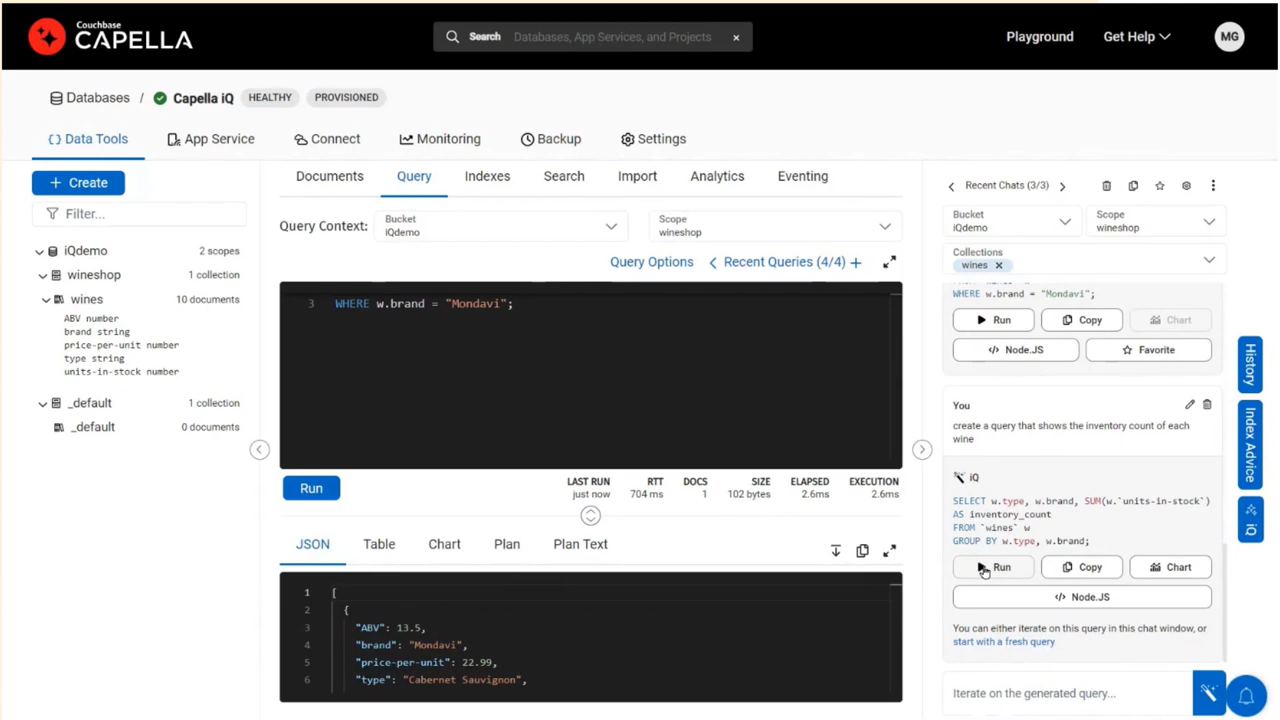 Couchbase
CAPELLA
Search Databases, App Services, and Projects ×
Playground
Get Help
MG
Databases / Capella iQ HEALTHY PROVISIONED
{} Data Tools
App Service
Connect
Monitoring
Backup
Settings
+ Create
Filter...
iQdemo 2 scopes
wineshop 1 collection
wines 10 documents
ABV number
brand string
price-per-unit number
type string
units-in-stock number
_default 1 collection
_default 0 documents
Documents
Query
Indexes
Search
Import
Analytics
Eventing
Query Context:
Bucket
iQdemo
Scope
wineshop
Query Options
Recent Queries (4/4) +
3 WHERE w.brand = "Mondavi";
Run
LAST RUN RTT DOCS SIZE ELAPSED EXECUTION
just now 704 ms 1 102 bytes 2.6ms 2.6ms
JSON
Table
Chart
Plan
Plan Text
1 [
2 {
3 "ABV": 13.5,
4 "brand": "Mondavi",
5 "price-per-unit": 22.99,
6 "type": "Cabernet Sauvignon",
Recent Chats (3/3)
Bucket
iQdemo
Scope
wineshop
Collections
wines ×
WHERE w.brand = "Mondavi";
Run
Copy
Chart
</> Node.JS
Favorite
You
create a query that shows the inventory count of each
wine
iQ
SELECT w.type, w.brand, SUM(w.`units-in-stock`)
AS inventory_count
FROM `wines` w
GROUP BY w.type, w.brand;
Run
Copy
Chart
</> Node.JS
You can either iterate on this query in this chat window, or
start with a fresh query
Iterate on the generated query...
History
Index Advice
iQ